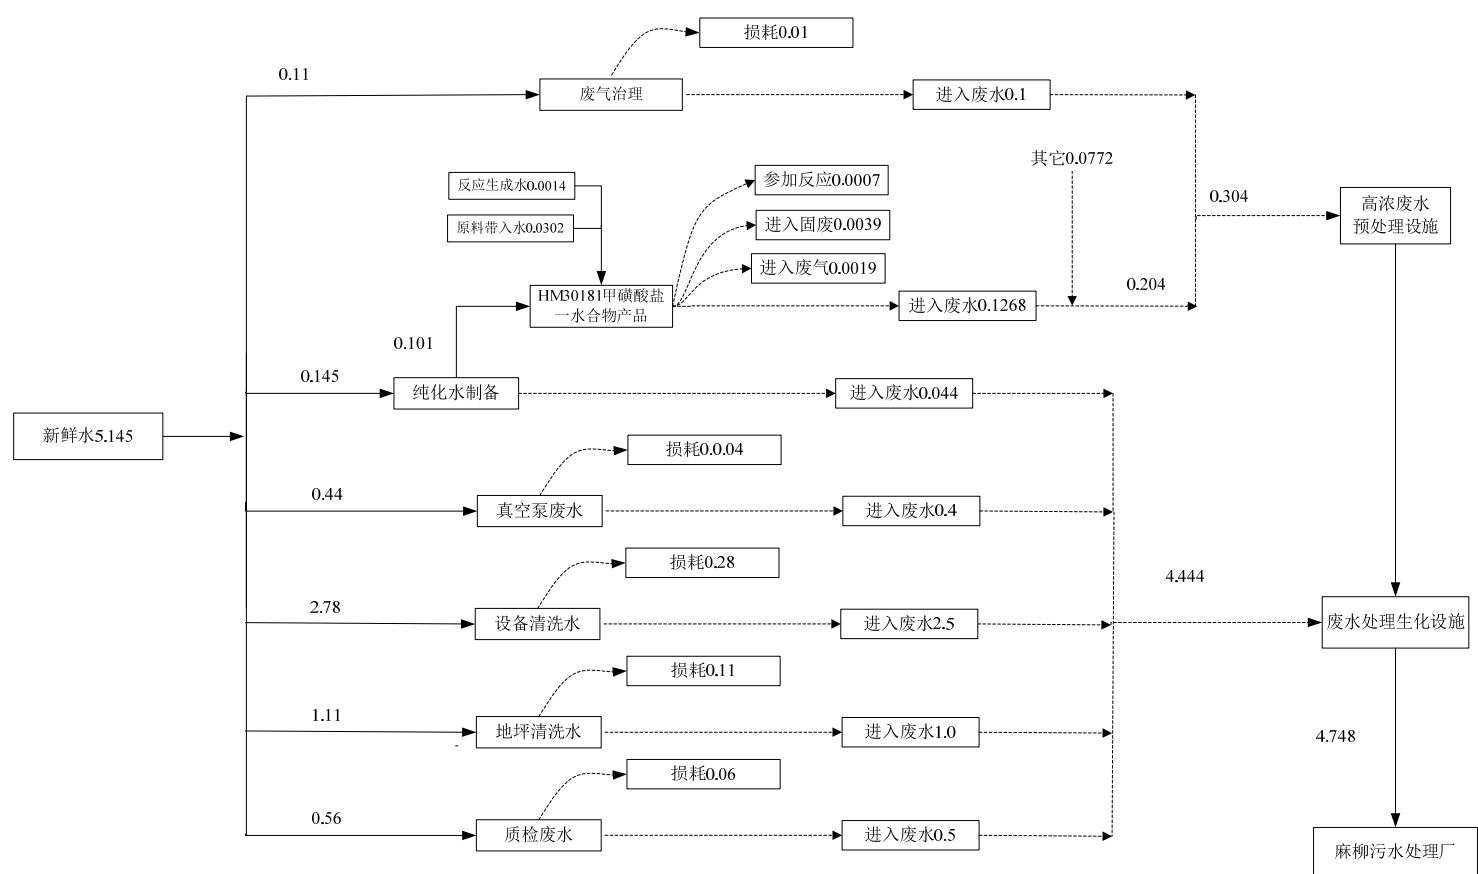 损耗0.01
0.11
废气治理
进入废水0.1
其它0.0772
反应生成水0.0014
参加反应0.0007
0.304
高浓废水
预处理设施
原料带入水0.0302
进入固废0.0039
进入废气0.0019
HM30181甲磺酸盐
一水合物产品
进入废水0.1268
0.204
0.101
0.145
纯化水制备
进入废水0.044
新鲜水5.145
损耗0.0.04
0.44
真空泵废水
进入废水0.4
损耗0.28
4.444
2.78
设备清洗水
进入废水2.5
废水处理生化设施
损耗0.11
1.11
地坪清洗水
进入废水1.0
4.748
损耗0.06
0.56
质检废水
进入废水0.5
麻柳污水处理厂